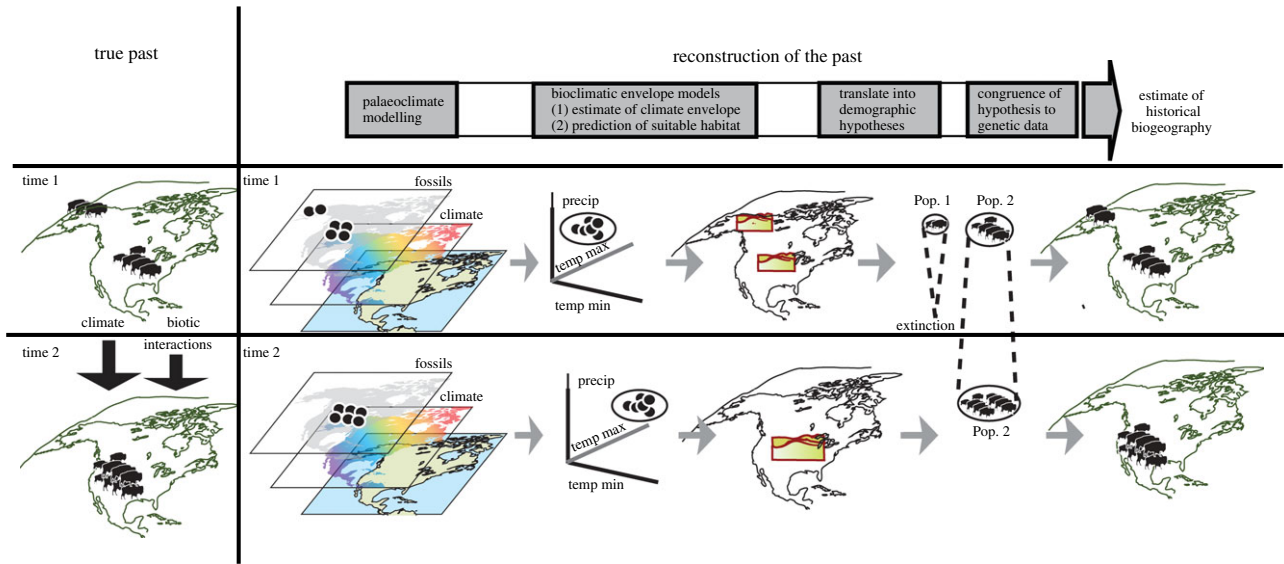 true past
reconstruction of the past
palaeoclimate
modelling
bioclimatic envelope models
(1) estimate of climate envelope
(2) prediction of suitable habitat
translate into
demographic
hypotheses
congruence of
hypothesis to
genetic data
estimate of
historical
biogeography
time 1
climate
biotic
interactions
time 1
fossils
climate
precip
temp max
temp min
Pop. 1
Pop. 2
extinction
time 2
time 2
fossils
climate
precip
temp max
temp min
Pop. 2